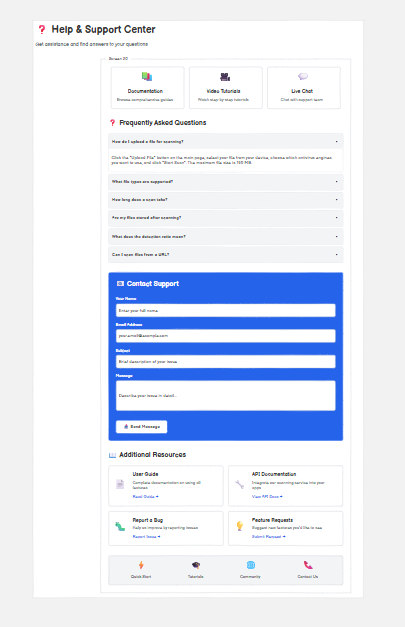 Help & Support Center
Get assistance and find answers to your questions
Screen 20
Documentation
Browse comprehensive guides
Video Tutorials
Watch step-by-step tutorials
Live Chat
Chat with support team
Frequently Asked Questions
How do I upload a file for scanning?
Click the "Upload File" button on the main page, select your file from your device, choose which antivirus engines
you want to use, and click "Start Scan". The maximum file size is 100 MB.
What file types are supported?
How long does a scan take?
Are my files stored after scanning?
What does the detection ratio mean?
Can I scan files from a URL?
Contact Support
Your Name
Enter your full name
Email Address
your.email@example.com
Subject
Brief description of your issue
Message
Describe your issue in detail...
Send Message
Additional Resources
User Guide
Complete documentation on using all
features
Read Guide →
API Documentation
Integrate our scanning service into your
apps
View API Docs →
Report a Bug
Help us improve by reporting issues
Report Issue →
Feature Requests
Suggest new features you'd like to see
Submit Request →
Quick Start
Tutorials
Community
Contact Us